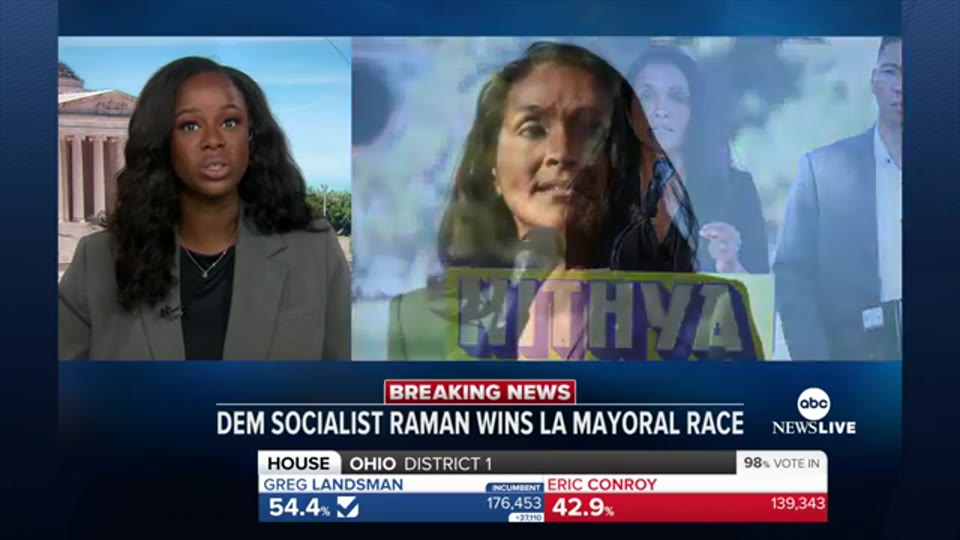 NITHYA
BREAKING NEWS
DEM SOCIALIST RAMAN WINS LA MAYORAL RACE
abc
NEWSLIVE
HOUSE OHIO DISTRICT 1 98% VOTE IN
GREG LANDSMAN INCUMBENT ERIC CONROY
54.4% 176,453 42.9% 139,343
+37,110